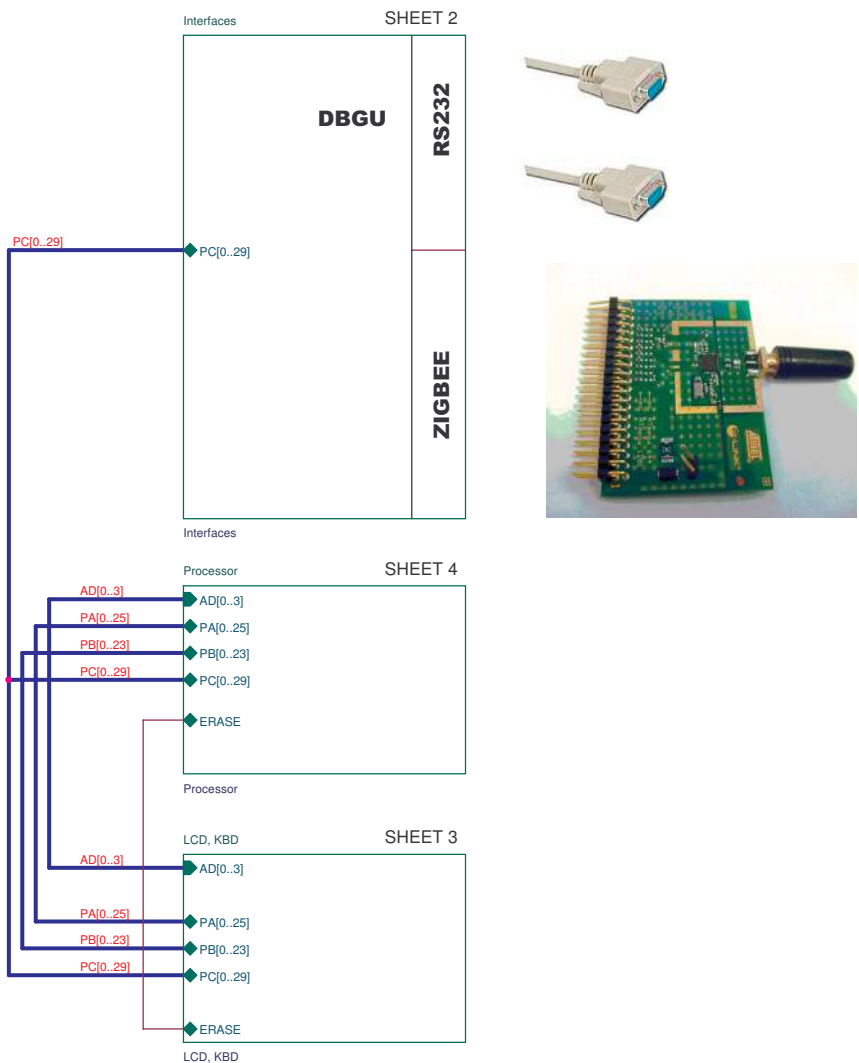 Interfaces SHEET 2
DBGU
RS232
PC[0..29]
PC[0..29]
ZIGBEE
Interfaces
Processor SHEET 4
AD[0..3] AD[0..3]
PA[0..25] PA[0..25]
PB[0..23] PB[0..23]
PC[0..29] PC[0..29]
ERASE
Processor
LCD, KBD SHEET 3
AD[0..3] AD[0..3]
PA[0..25] PA[0..25]
PB[0..23] PB[0..23]
PC[0..29] PC[0..29]
ERASE
LCD, KBD